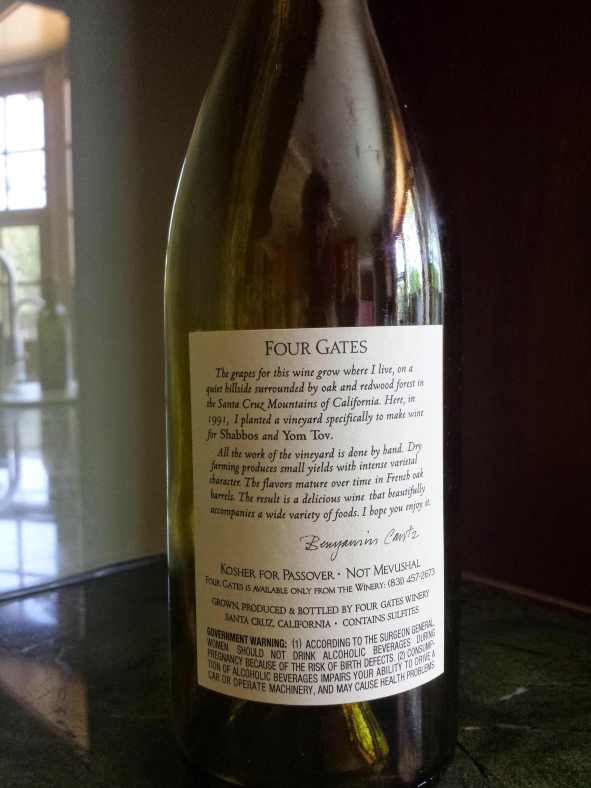 FOUR GATES
The grapes for this wine grow where I live, on a
quiet hillside surrounded by oak and redwood forest in
the Santa Cruz Mountains of California. Here, in
1991, I planted a vineyard specifically to make wine
for Shabbos and Yom Tov.
All the work of the vineyard is done by hand. Dry
farming produces small yields with intense varietal
character. The flavors mature over time in French oak
barrels. The result is a delicious wine that beautifully
accompanies a wide variety of foods. I hope you enjoy it.
Benyamin Cantz
KOSHER FOR PASSOVER • NOT MEVUSHAL
FOUR GATES IS AVAILABLE ONLY FROM THE WINERY: (831) 457-2673
GROWN, PRODUCED & BOTTLED BY FOUR GATES WINERY
SANTA CRUZ, CALIFORNIA • CONTAINS SULFITES
GOVERNMENT WARNING: (1) ACCORDING TO THE SURGEON GENERAL,
WOMEN SHOULD NOT DRINK ALCOHOLIC BEVERAGES DURING
PREGNANCY BECAUSE OF THE RISK OF BIRTH DEFECTS. (2) CONSUMP-
TION OF ALCOHOLIC BEVERAGES IMPAIRS YOUR ABILITY TO DRIVE A
CAR OR OPERATE MACHINERY, AND MAY CAUSE HEALTH PROBLEMS.